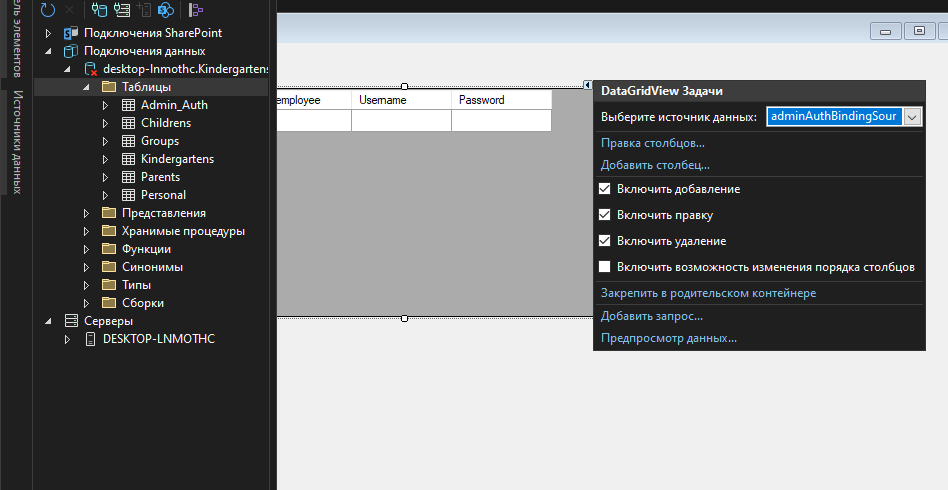 ель элементов
Источники данных
Подключения SharePoint
Подключения данных
desktop-lnmothc.Kindergartens
Таблицы
Admin_Auth
Childrens
Groups
Kindergartens
Parents
Personal
Представления
Хранимые процедуры
Функции
Синонимы
Типы
Сборки
Серверы
DESKTOP-LNMOTHC
employee
Username
Password
DataGridView Задачи
Выберите источник данных:
adminAuthBindingSour
Правка столбцов...
Добавить столбец...
Включить добавление
Включить правку
Включить удаление
Включить возможность изменения порядка столбцов
Закрепить в родительском контейнере
Добавить запрос...
Предпросмотр данных...